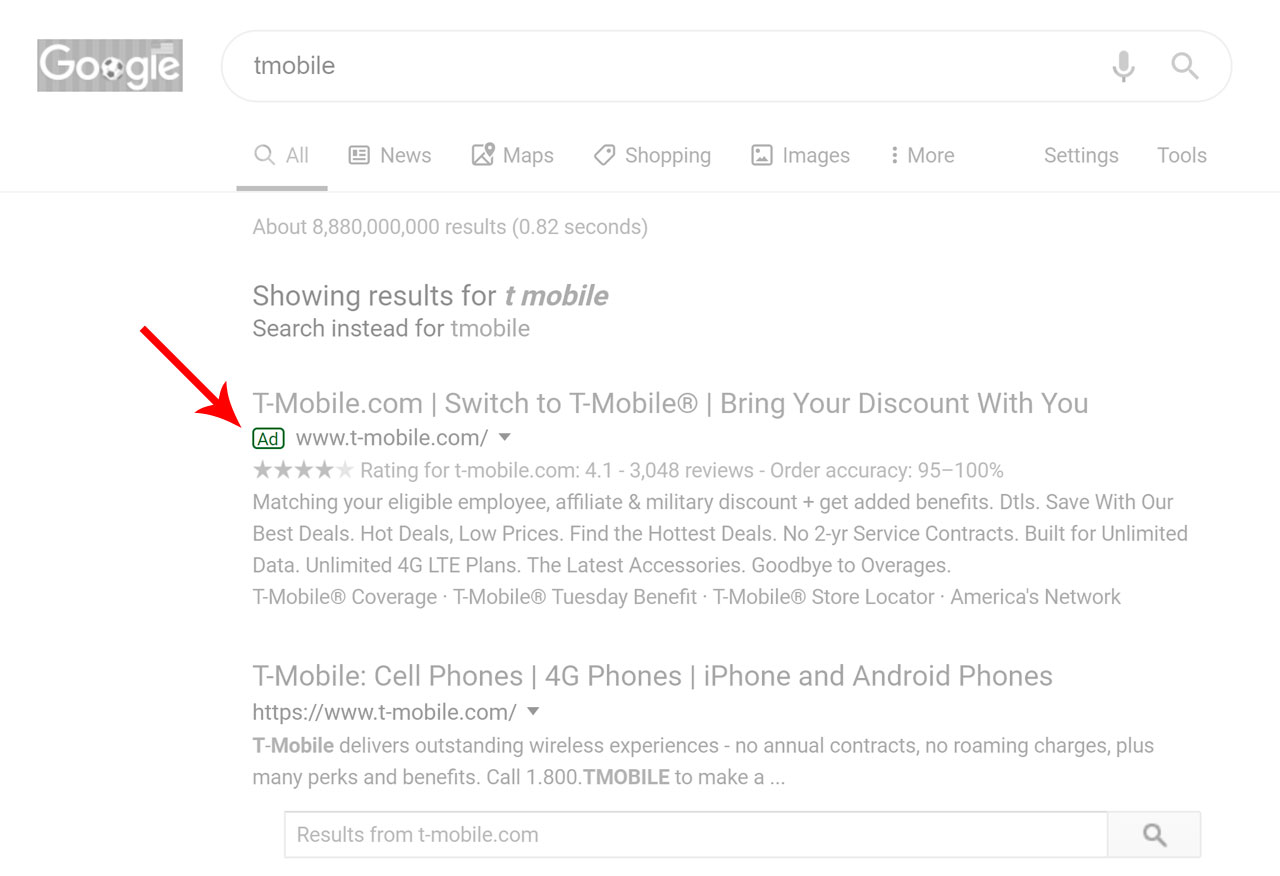 Google
tmobile
All News Maps Shopping Images More Settings Tools
About 8,880,000,000 results (0.82 seconds)
Showing results for t mobile
Search instead for tmobile
T-Mobile.com | Switch to T-Mobile® | Bring Your Discount With You
Ad www.t-mobile.com/
Rating for t-mobile.com: 4.1 - 3,048 reviews - Order accuracy: 95–100%
Matching your eligible employee, affiliate & military discount + get added benefits. Dtls. Save With Our
Best Deals. Hot Deals, Low Prices. Find the Hottest Deals. No 2-yr Service Contracts. Built for Unlimited
Data. Unlimited 4G LTE Plans. The Latest Accessories. Goodbye to Overages.
T-Mobile® Coverage · T-Mobile® Tuesday Benefit · T-Mobile® Store Locator · America's Network
T-Mobile: Cell Phones | 4G Phones | iPhone and Android Phones
https://www.t-mobile.com/
T-Mobile delivers outstanding wireless experiences - no annual contracts, no roaming charges, plus
many perks and benefits. Call 1.800.TMOBILE to make a ...
Results from t-mobile.com